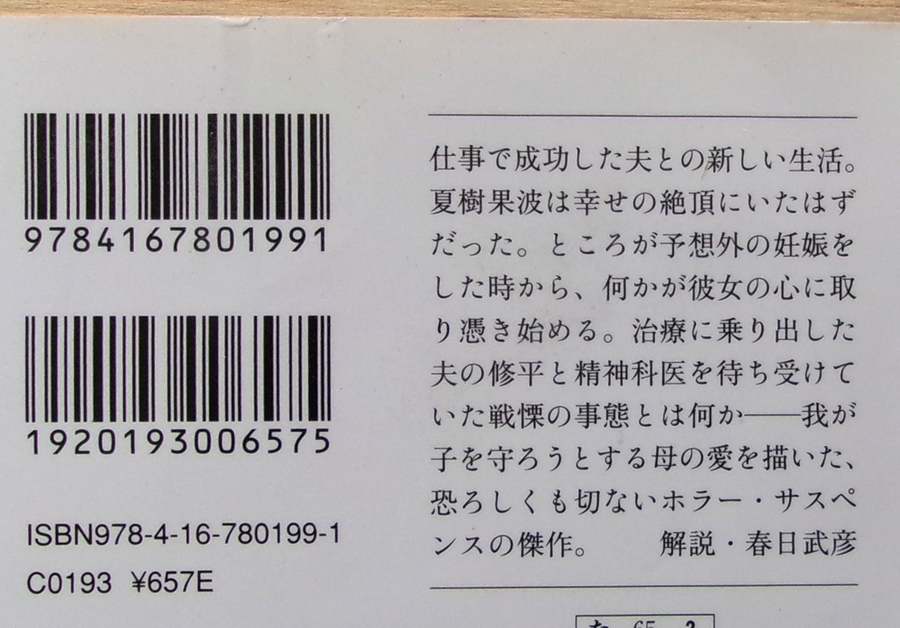 9784167801991
1920193006575
ISBN978-4-16-780199-1
C0193 ¥657E
仕事で成功した夫との新しい生活。
夏樹果波は幸せの絶頂にいたはず
だった。ところが予想外の妊娠を
した時から、何かが彼女の心に取
り憑き始める。治療に乗り出した
夫の修平と精神科医を待ち受けて
いた戦慄の事態とは何か――我が
子を守ろうとする母の愛を描いた、
恐ろしくも切ないホラー・サスペ
ンスの傑作。　　解説・春日武彦
た 65 2